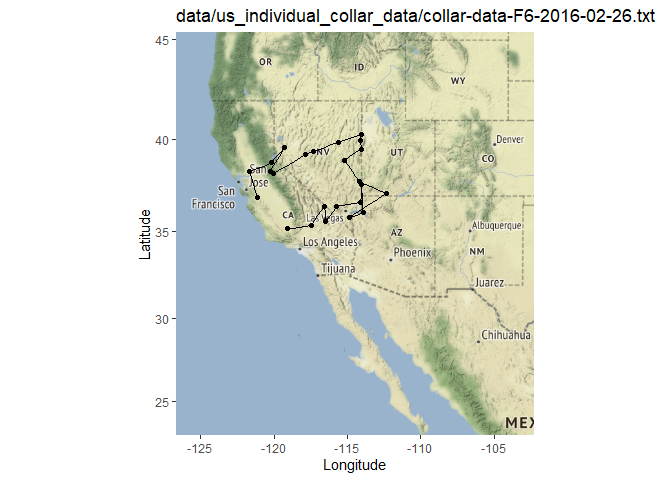 data/us_individual_collar_data/collar-data-F6-2016-02-26.txt
45
40
35
30
25
Latitude
OR
ID
WY
NV
UT
CO
Denver
San
Jose
San
Francisco
CA
Las Vegas
AZ
Albuquerque
NM
Los Angeles
Phoenix
Tijuana
Juarez
Chihuahua
MEX
-125
-120
-115
-110
-105
Longitude